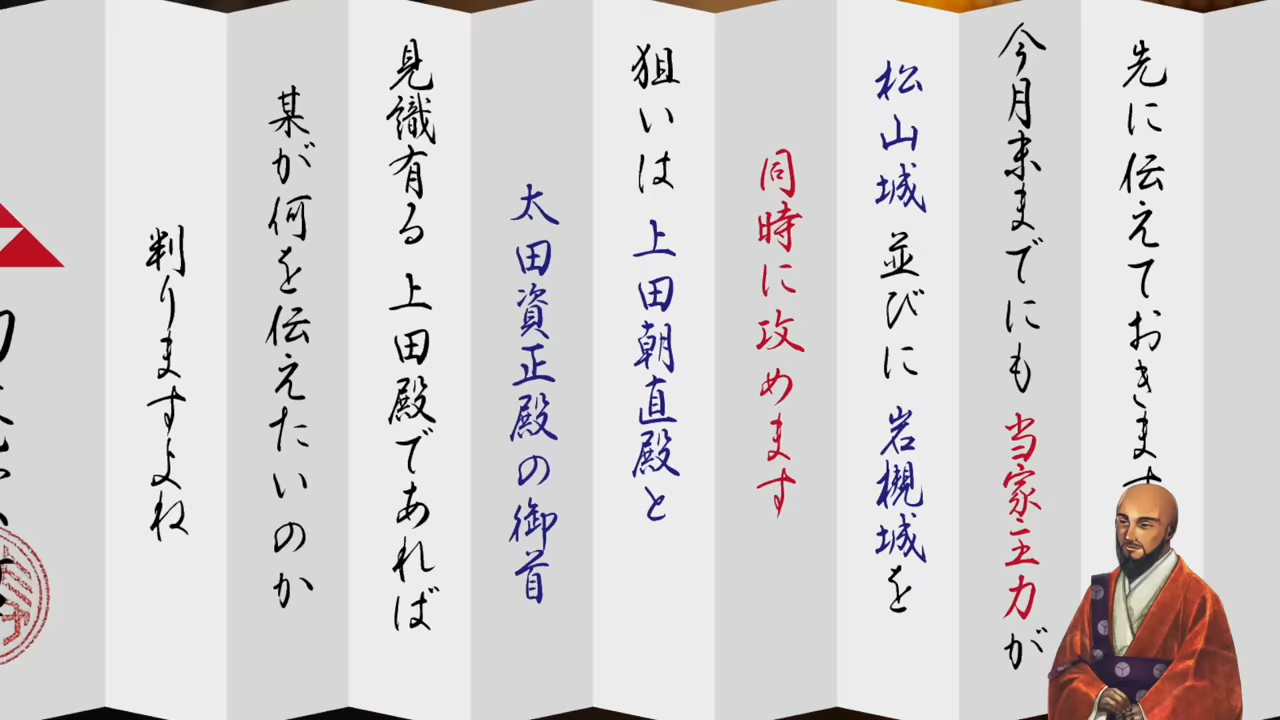 先に伝えておきます
今月末までにも 当家主力が
松山城 並びに 岩槻城を
同時に攻めます
狙いは 上田朝直殿と
太田資正殿の御首
見識有る 上田殿であれば
某が何を伝えたいのか
判りますよね